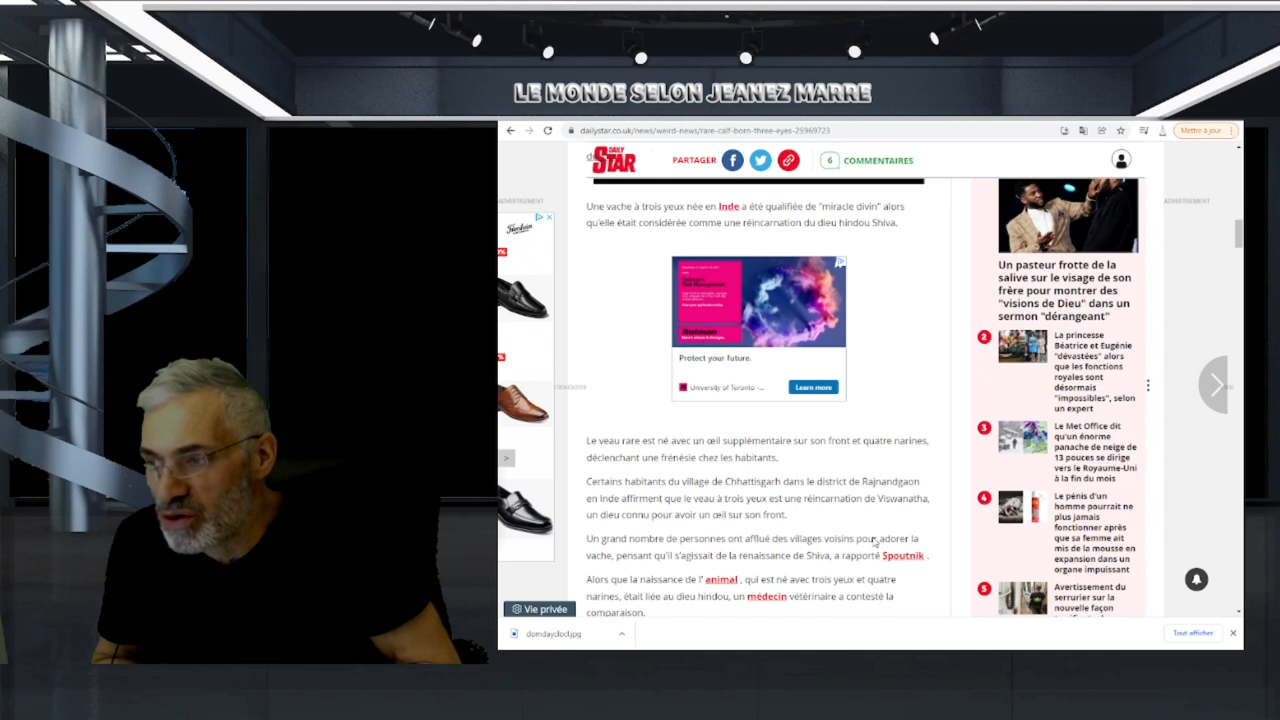 LE MONDE SELON JEANEZ MARRE
dailystar.co.uk/news/weird-news/rare-calf-born-three-eyes-25969723
Mettre à jour
DAILY
STAR
PARTAGER
6 COMMENTAIRES
ADVERTISEMENT
ADVERTISEMENT
Une vache à trois yeux née en Inde a été qualifiée de "miracle divin" alors
qu'elle était considérée comme une réincarnation du dieu hindou Shiva.
Protect your future.
University of Toronto -...
Learn more
Le veau rare est né avec un œil supplémentaire sur son front et quatre narines,
déclenchant une frénésie chez les habitants.
Certains habitants du village de Chhattisgarh dans le district de Rajnandgaon
en Inde affirment que le veau à trois yeux est une réincarnation de Viswanatha,
un dieu connu pour avoir un œil sur son front.
Un grand nombre de personnes ont afflué des villages voisins pour adorer la
vache, pensant qu'il s'agissait de la renaissance de Shiva, a rapporté Spoutnik .
Alors que la naissance de l' animal , qui est né avec trois yeux et quatre
narines, était liée au dieu hindou, un médecin vétérinaire a contesté la
comparaison.
Un pasteur frotte de la
salive sur le visage de son
frère pour montrer des
"visions de Dieu" dans un
sermon "dérangeant"
2
La princesse
Béatrice et Eugénie
"dévastées" alors
que les fonctions
royales sont
désormais
"impossibles", selon
un expert
3
Le Met Office dit
qu'un énorme
panache de neige de
13 pouces se dirige
vers le Royaume-Uni
à la fin du mois
4
Le pénis d'un
homme pourrait ne
plus jamais
fonctionner après
que sa femme ait
mis de la mousse en
expansion dans un
organe impuissant
5
Avertissement du
serrurier sur la
nouvelle façon
Vie privée
domdaydocl.jpg
Tout afficher